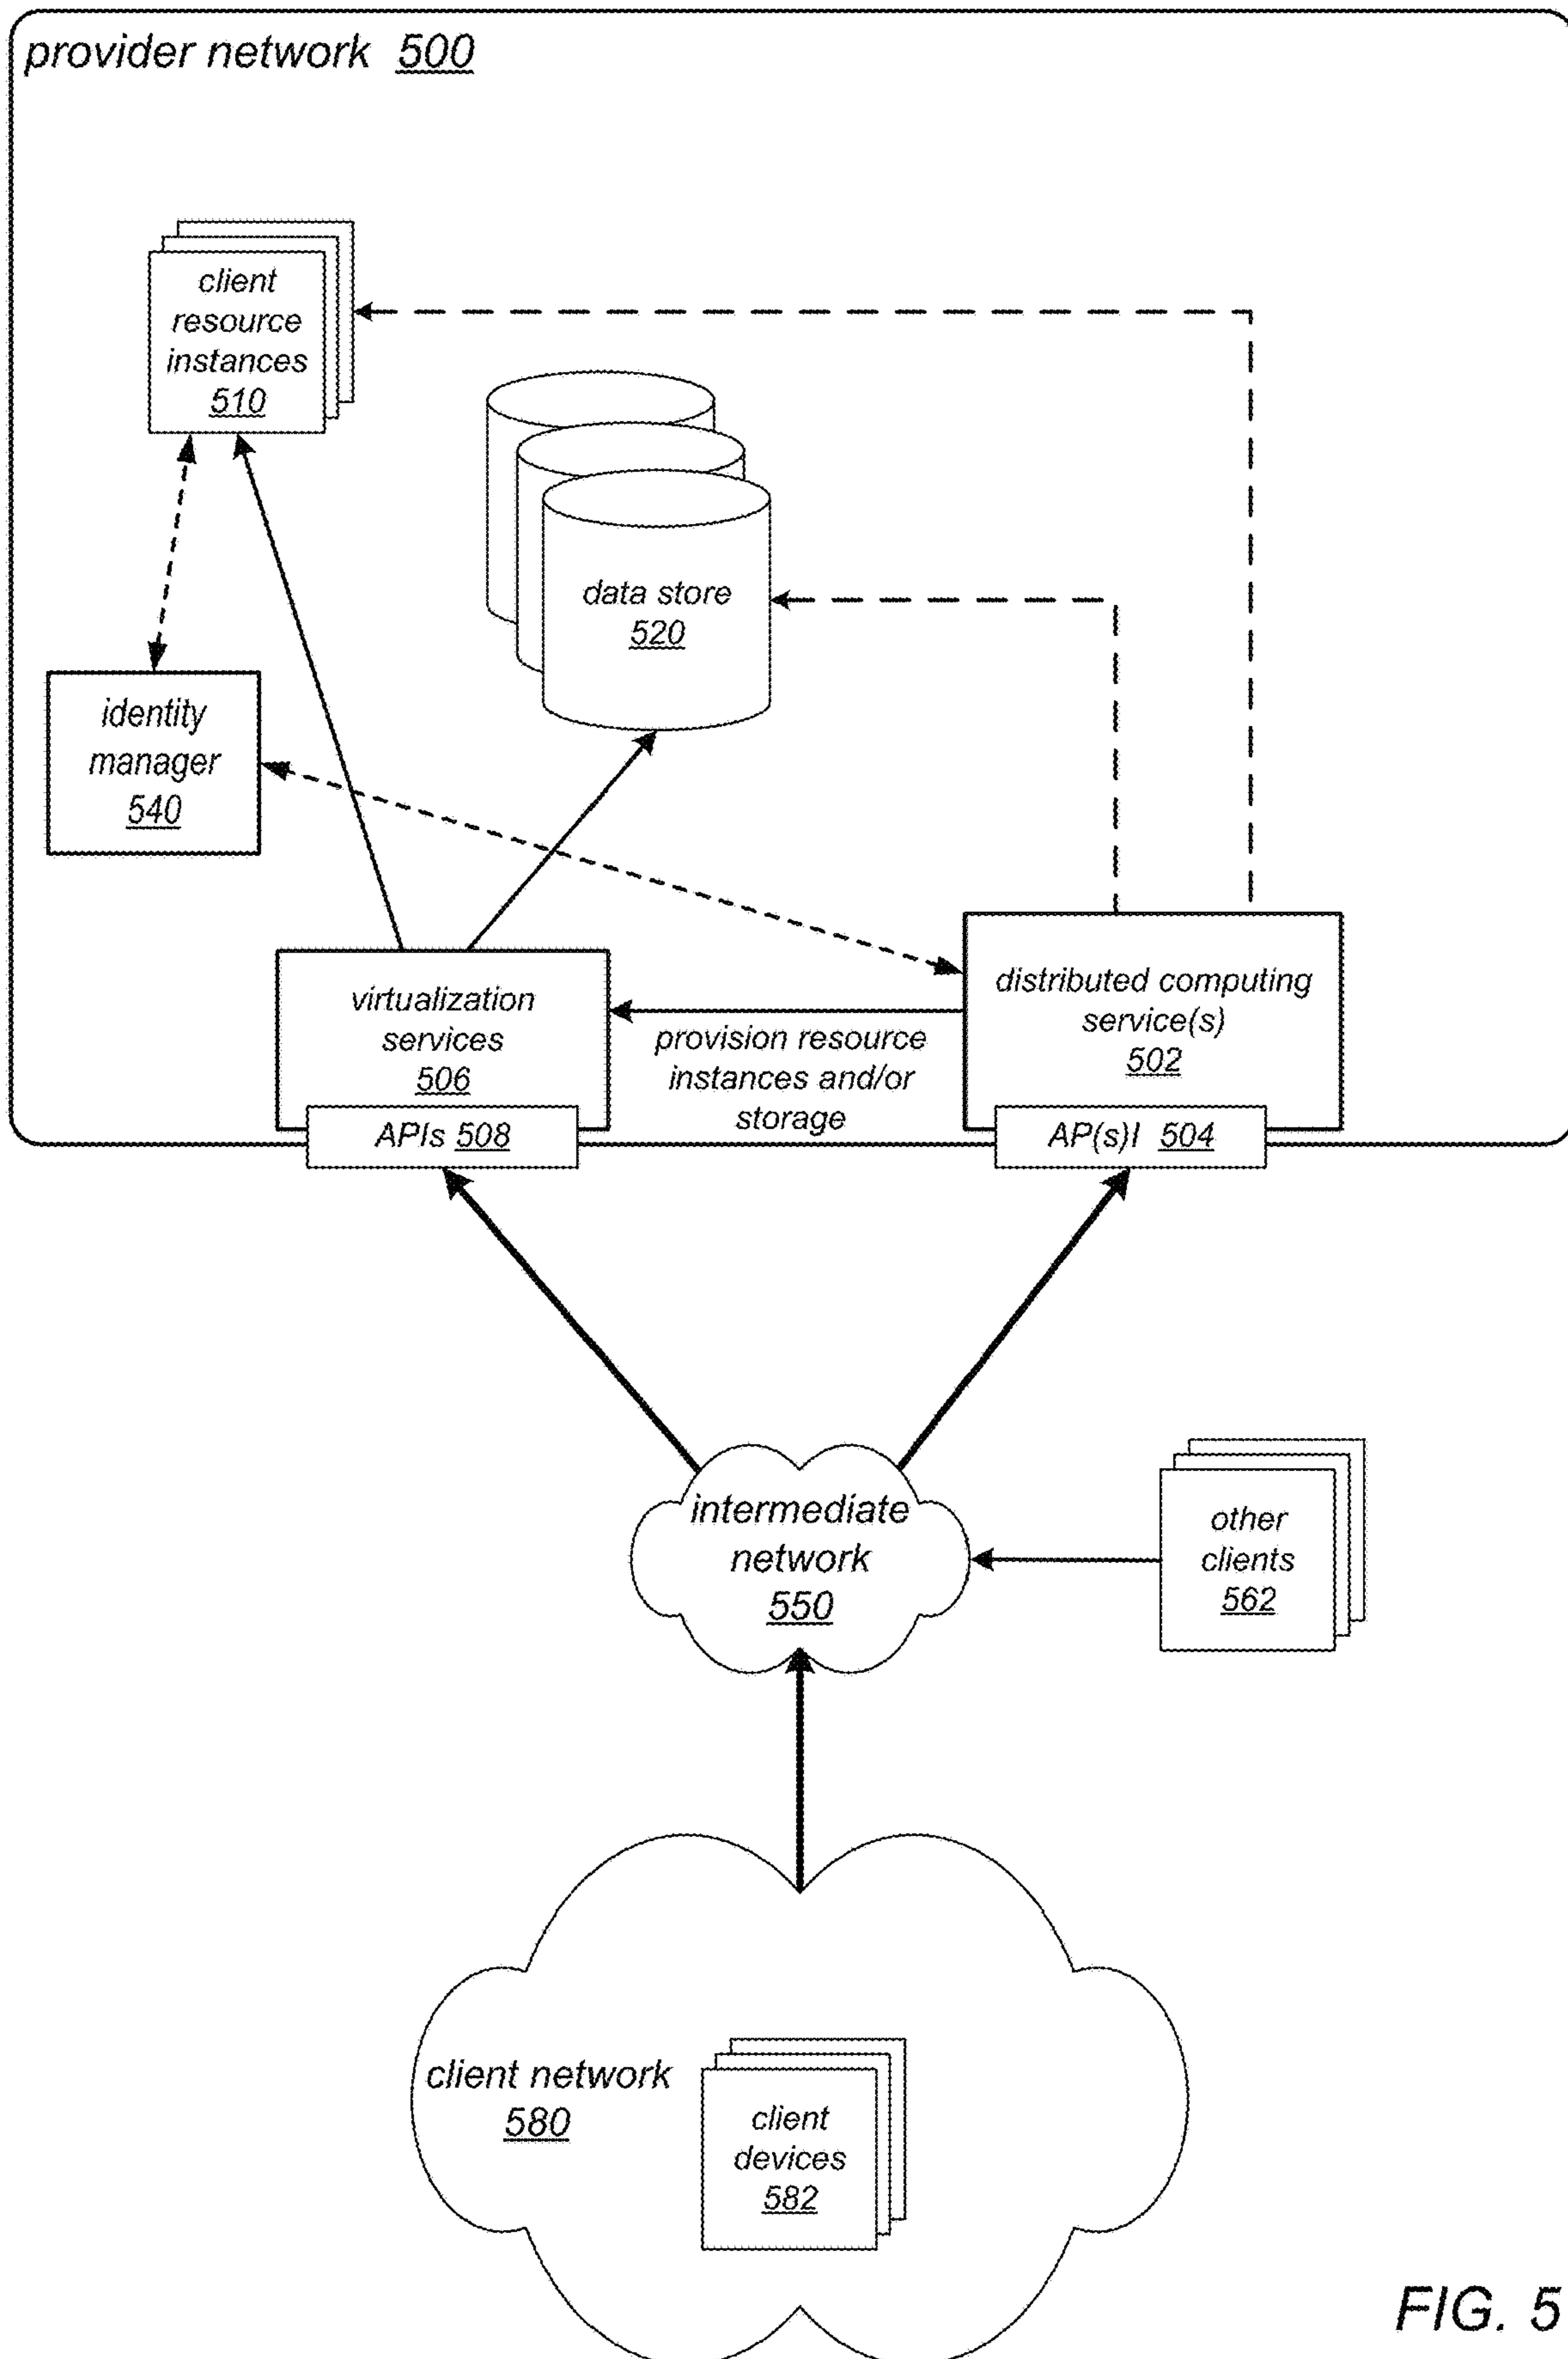 provider network 500
client
resource
instances
510
data store
520
identity
manager
540
virtualization
services
506
provision resource
instances and/or
storage
distributed computing
service(s)
502
APIs 508
AP(s)I 504
intermediate
network
550
other
clients
562
client network
580
client
devices
582
FIG. 5